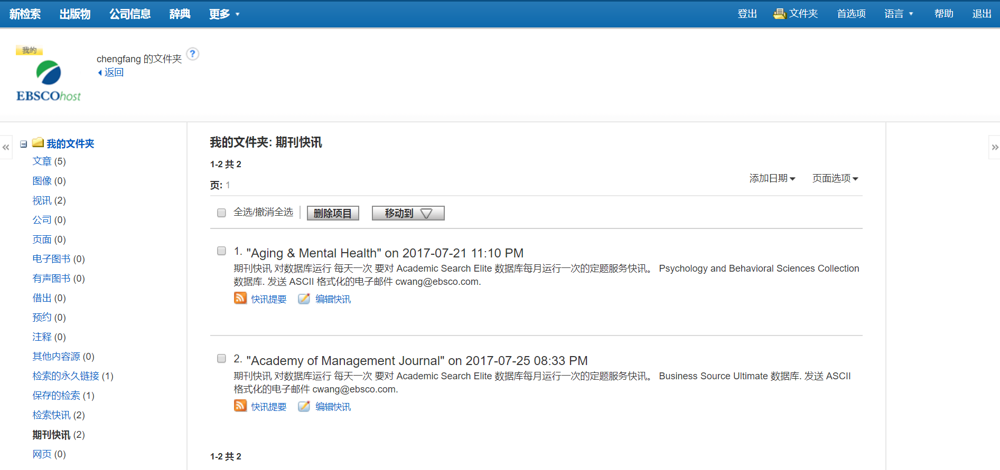 新检索 出版物 公司信息 辞典 更多 登出 文件夹 首选项 语言 帮助 退出
我的
EBSCOhost
chengfang 的文件夹 ?
返回
我的文件夹
文章 (5)
图像 (0)
视讯 (2)
公司 (0)
页面 (0)
电子图书 (0)
有声图书 (0)
借出 (0)
预约 (0)
注释 (0)
其他内容源 (0)
检索的永久链接 (1)
保存的检索 (1)
检索快讯 (2)
期刊快讯 (2)
网页 (0)
我的文件夹: 期刊快讯
1-2 共 2
页: 1
添加日期 页面选项
全选/撤消全选 删除项目 移动到
1. "Aging & Mental Health" on 2017-07-21 11:10 PM
期刊快讯 对数据库运行 每天一次 要对 Academic Search Elite 数据库每月运行一次的定题服务快讯。 Psychology and Behavioral Sciences Collection
数据库. 发送 ASCII 格式化的电子邮件 cwang@ebsco.com.
快讯提要 编辑快讯
2. "Academy of Management Journal" on 2017-07-25 08:33 PM
期刊快讯 对数据库运行 每天一次 要对 Academic Search Elite 数据库每月运行一次的定题服务快讯。 Business Source Ultimate 数据库. 发送 ASCII
格式化的电子邮件 cwang@ebsco.com.
快讯提要 编辑快讯
1-2 共 2